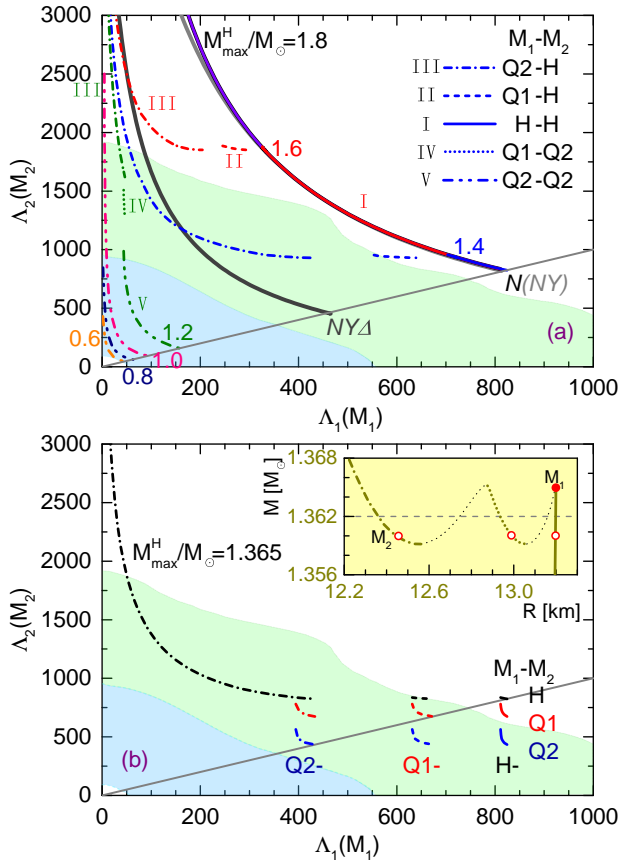 3000
2500
2000
1500
1000
500
0
Λ₂(M₂)
M^H_max/M☉=1.8
M₁-M₂
III Q2-H
II Q1-H
I H-H
IV Q1-Q2
V Q2-Q2
III
III
II
1.6
I
IV
1.4
N(NY)
V
NYΔ
(a)
1.2
1.0
0.8
0.6
0 200 400 600 800 1000
Λ₁(M₁)
3000
2500
2000
1500
1000
500
0
Λ₂(M₂)
M^H_max/M☉=1.365
1.368
1.362
1.356
M [M☉]
M₁
M₂
12.2 12.6 13.0
R [km]
M₁-M₂
H
Q1
Q2
(b)
Q2- Q1- H-
0 200 400 600 800 1000
Λ₁(M₁)